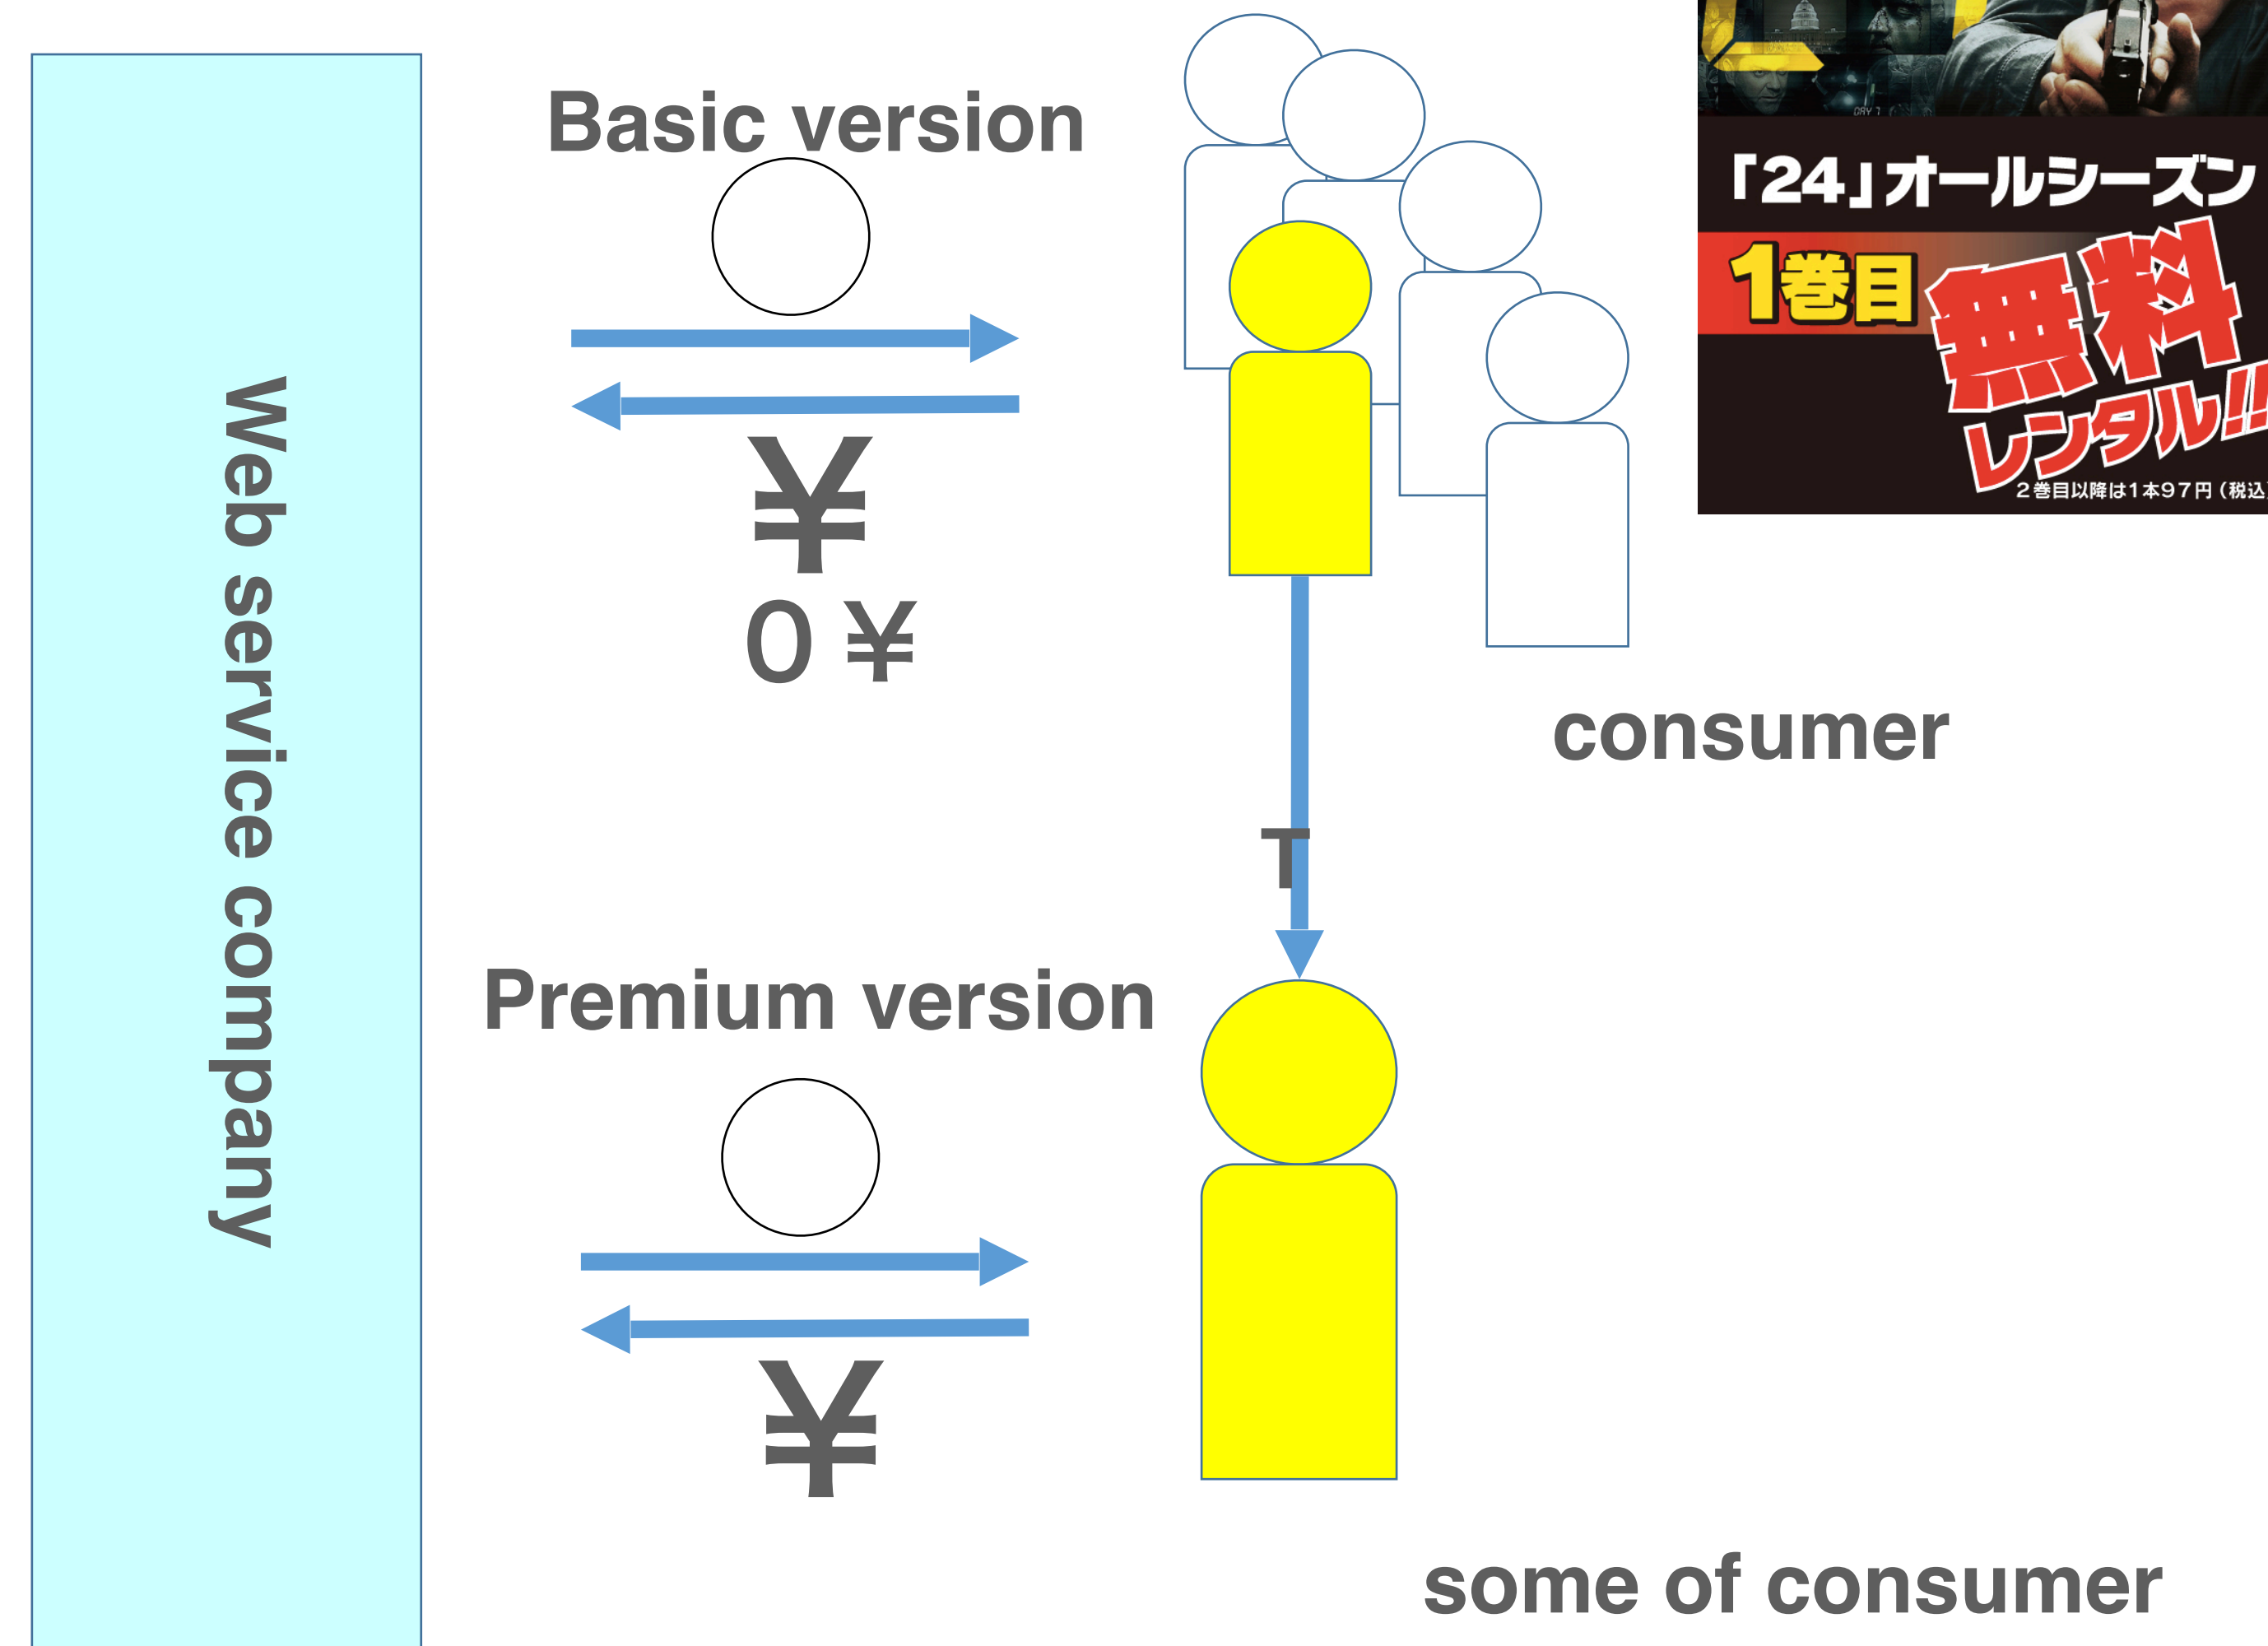 Web service company
Basic version
¥
0 ¥
consumer
T
Premium version
¥
some of consumer
DAY 7
「24」オールシーズン
1巻目
無料
レンタル!!
2巻目以降は1本97円（税込